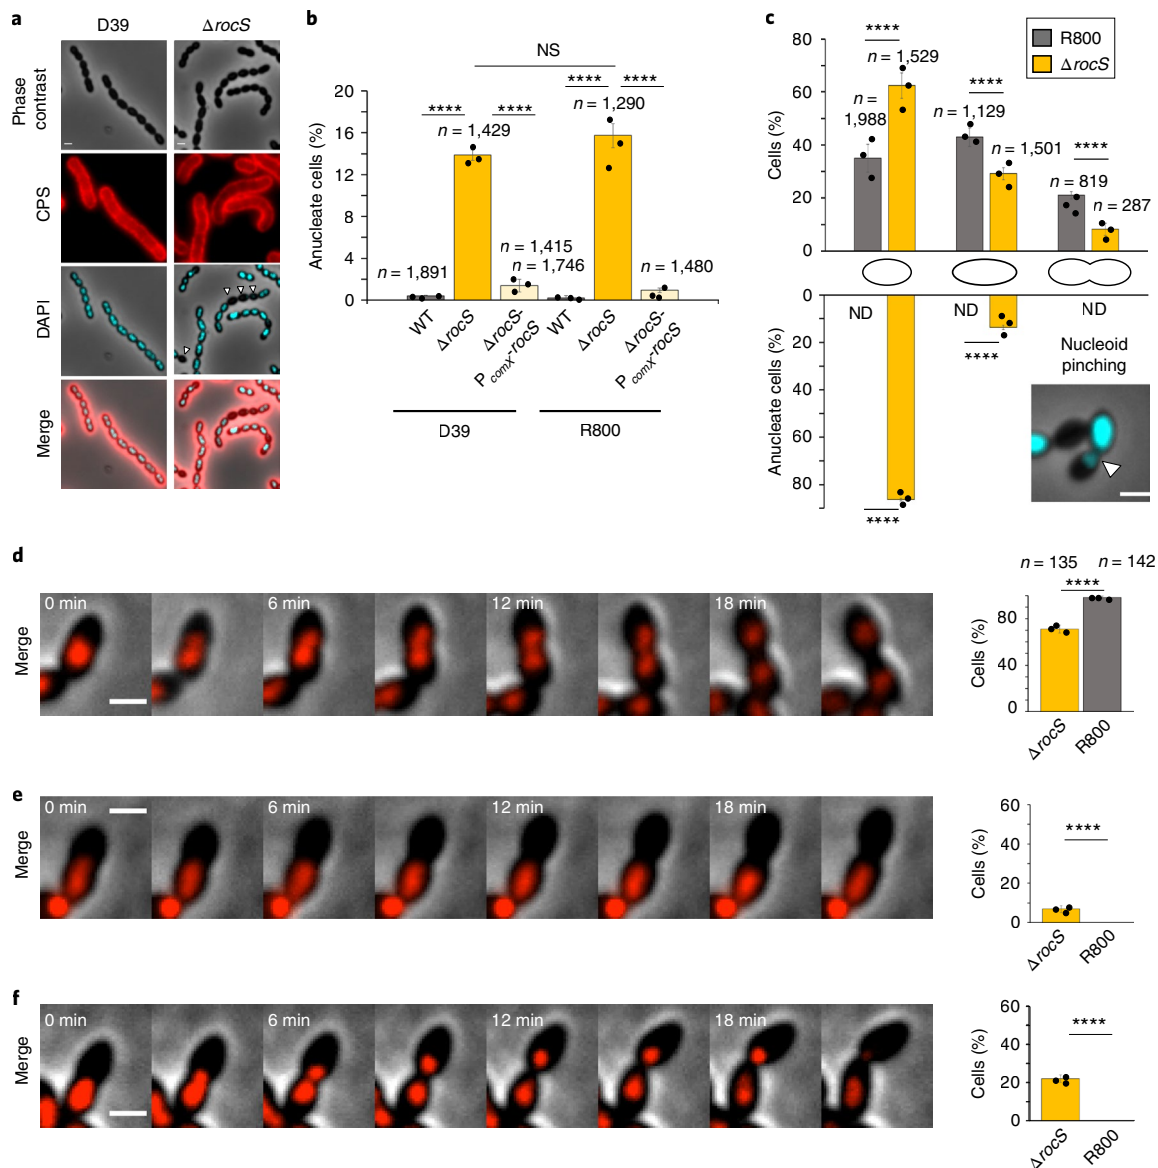 a
D39
ΔrocS
Phase
contrast
CPS
DAPI
Merge
b
NS
****
****
****
****
n = 1,290
n = 1,429
n = 1,415
n = 1,746
n = 1,891
n = 1,480
Anucleate cells (%)
20
16
12
8
4
0
WT
ΔrocS
ΔrocS-
PcomX-rocS
WT
ΔrocS
ΔrocS-
PcomX-rocS
D39
R800
c
R800
ΔrocS
****
n = 1,529
n =
1,988
****
n = 1,129
n = 1,501
****
n = 819
n = 287
Cells (%)
80
60
40
20
0
0
20
40
60
80
Anucleate cells (%)
ND
ND
ND
****
****
Nucleoid
pinching
d
Merge
0 min
6 min
12 min
18 min
n = 135
n = 142
****
Cells (%)
80
40
0
ΔrocS
R800
e
Merge
0 min
6 min
12 min
18 min
****
Cells (%)
60
40
20
0
ΔrocS
R800
f
Merge
0 min
6 min
12 min
18 min
****
Cells (%)
60
40
20
0
ΔrocS
R800